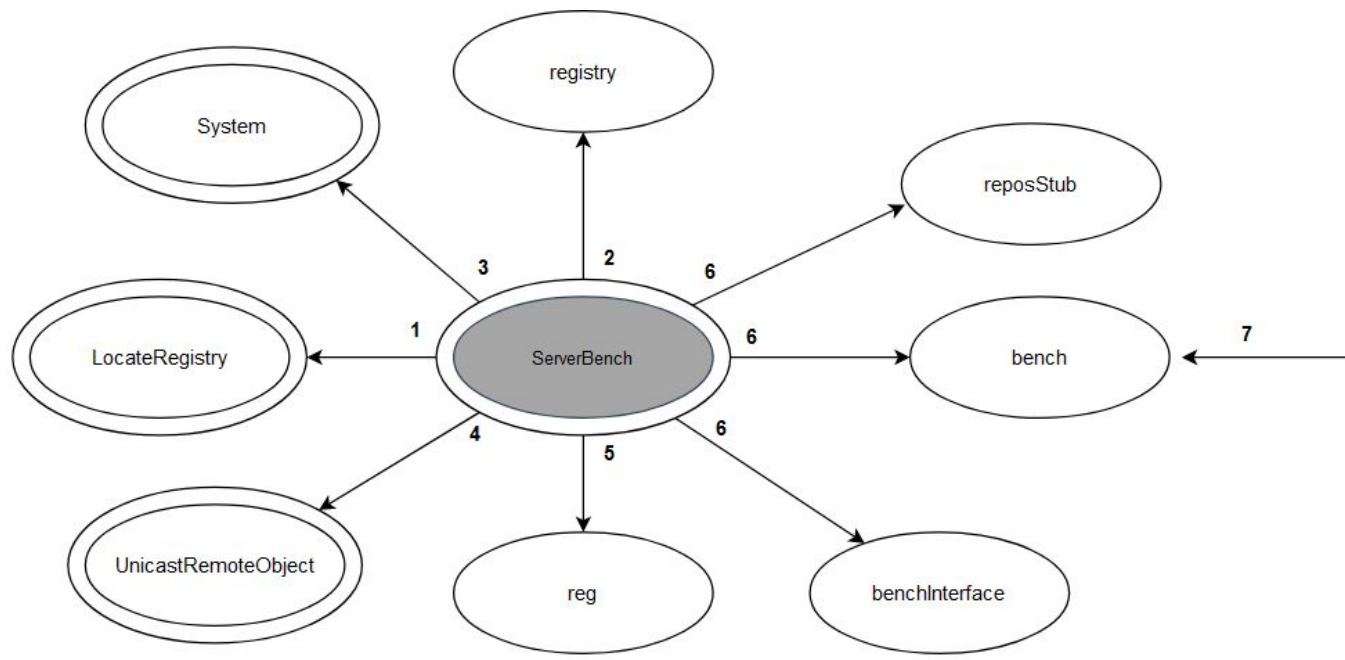 registry
System
reposStub
3
2
6
LocateRegistry
1
ServerBench
6
bench
7
4
5
6
UnicastRemoteObject
reg
benchInterface